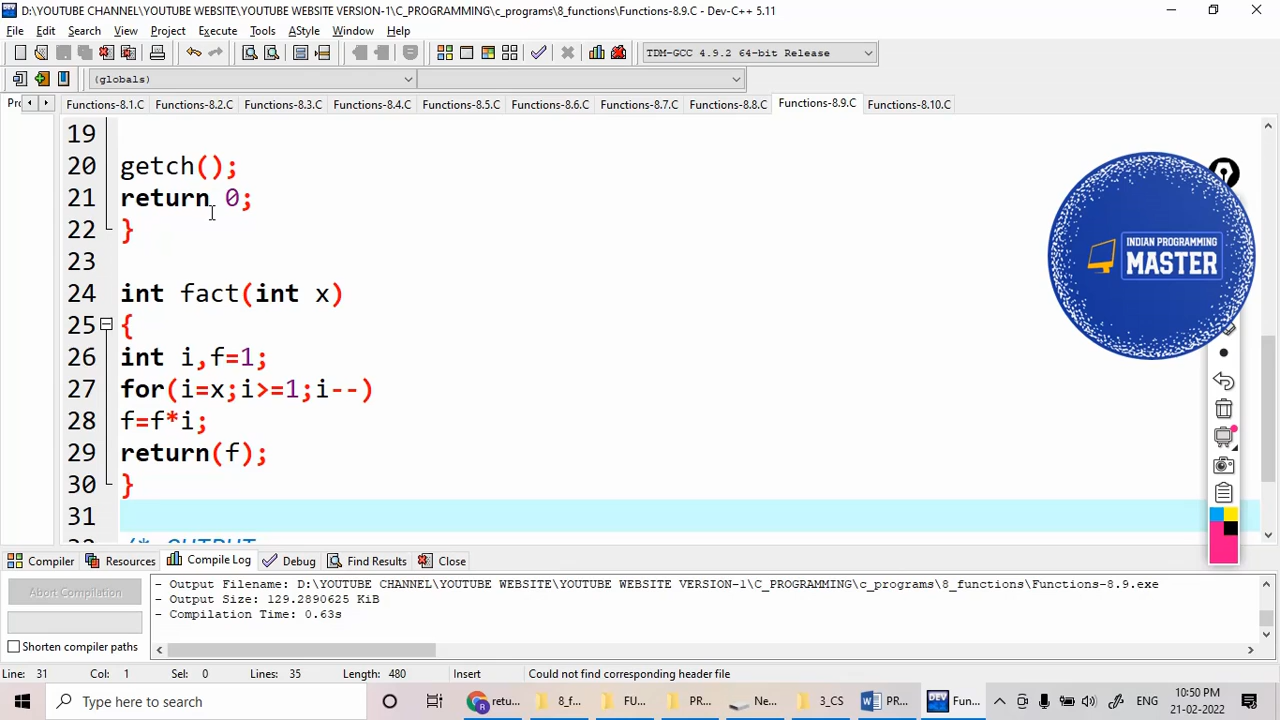 D:\YOUTUBE CHANNEL\YOUTUBE WEBSITE\YOUTUBE WEBSITE VERSION-1\C_PROGRAMMING\c_programs\8_functions\Functions-8.9.C - Dev-C++ 5.11
File Edit Search View Project Execute Tools AStyle Window Help
TDM-GCC 4.9.2 64-bit Release
(globals)
Functions-8.1.C Functions-8.2.C Functions-8.3.C Functions-8.4.C Functions-8.5.C Functions-8.6.C Functions-8.7.C Functions-8.8.C Functions-8.9.C Functions-8.10.C
19
20 getch();
21 return 0;
22 }
23
24 int fact(int x)
25 {
26 int i,f=1;
27 for(i=x;i>=1;i--)
28 f=f*i;
29 return(f);
30 }
31
INDIAN PROGRAMMING
MASTER
Compiler Resources Compile Log Debug Find Results Close
Abort Compilation
Shorten compiler paths
- Output Filename: D:\YOUTUBE CHANNEL\YOUTUBE WEBSITE\YOUTUBE WEBSITE VERSION-1\C_PROGRAMMING\c_programs\8_functions\Functions-8.9.exe
- Output Size: 129.2890625 KiB
- Compilation Time: 0.63s
Line: 31 Col: 1 Sel: 0 Lines: 35 Length: 480 Insert Could not find corresponding header file
Type here to search
retu... 8_f... FU... PR... Ne... 3_CS PR... Fun...
ENG
10:50 PM
21-02-2022